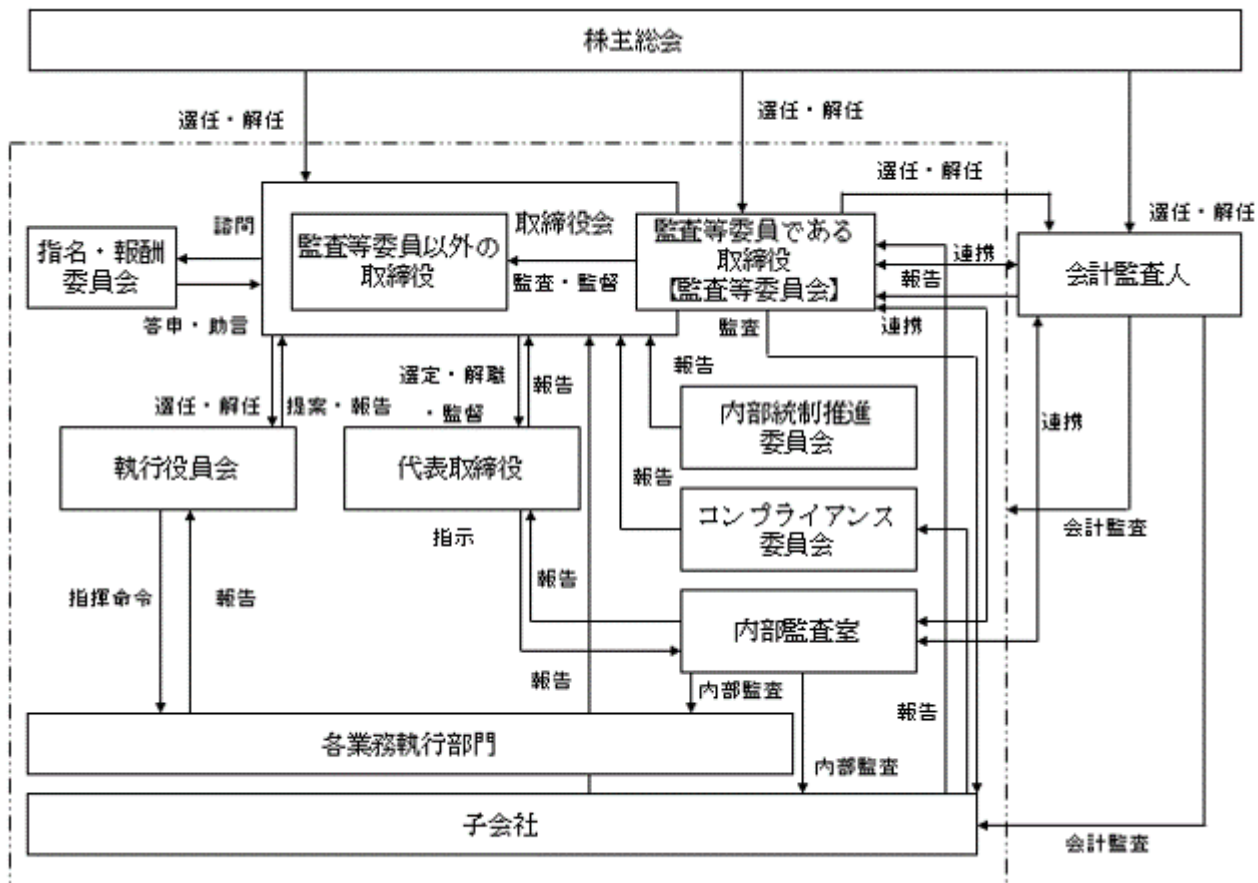 株主総会
選任・解任
選任・解任
選任・解任
選任・解任
諮問
取締役会
指名・報酬
委員会
監査等委員以外の
取締役
監査・監督
監査等委員である
取締役
【監査等委員会】
連携
報告
会計監査人
答申・助言
監査
連携
選任・解任
提案・報告
選定・解職
・監督
報告
報告
内部統制推進
委員会
連携
執行役員会
代表取締役
報告
コンプライアンス
委員会
指示
会計監査
指揮命令
報告
報告
内部監査室
報告
内部監査
報告
各業務執行部門
内部監査
子会社
会計監査